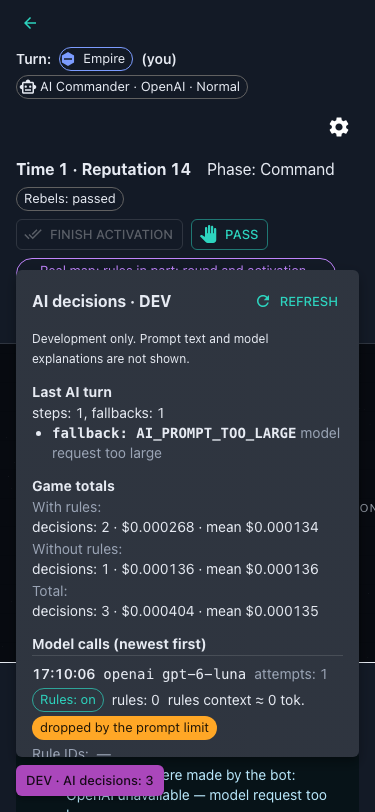 Turn: Empire (you)
AI Commander · OpenAI · Normal
Time 1 · Reputation 14 Phase: Command
Rebels: passed
FINISH ACTIVATION PASS
AI decisions · DEV REFRESH
Development only. Prompt text and model
explanations are not shown.
Last AI turn
steps: 1, fallbacks: 1
• fallback: AI_PROMPT_TOO_LARGE model
request too large
Game totals
With rules:
decisions: 2 · $0.000268 · mean $0.000134
Without rules:
decisions: 1 · $0.000136 · mean $0.000136
Total:
decisions: 3 · $0.000404 · mean $0.000135
Model calls (newest first)
17:10:06 openai gpt-6-luna attempts: 1
Rules: on rules: 0 rules context ≈ 0 tok.
dropped by the prompt limit
Rule IDs: —
DEV · AI decisions: 3
ere made by the bot:
OpenAI unavailable — model request too